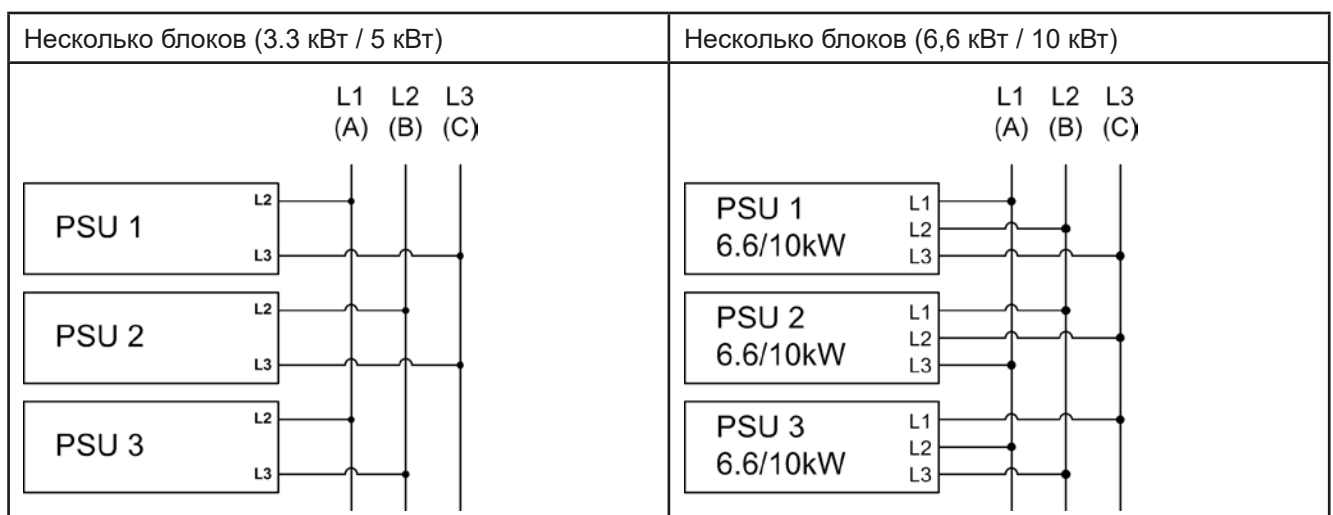 Несколько блоков (3.3 кВт / 5 кВт)
L1 L2 L3
(A) (B) (C)
PSU 1
L2
L3
PSU 2
L2
L3
PSU 3
L2
L3
Несколько блоков (6,6 кВт / 10 кВт)
L1 L2 L3
(A) (B) (C)
PSU 1
6.6/10kW
L1
L2
L3
PSU 2
6.6/10kW
L1
L2
L3
PSU 3
6.6/10kW
L1
L2
L3